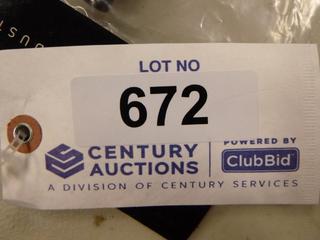 LOT NO
672
CENTURY
AUCTIONS
POWERED BY
ClubBid
A DIVISION OF CENTURY SERVICES